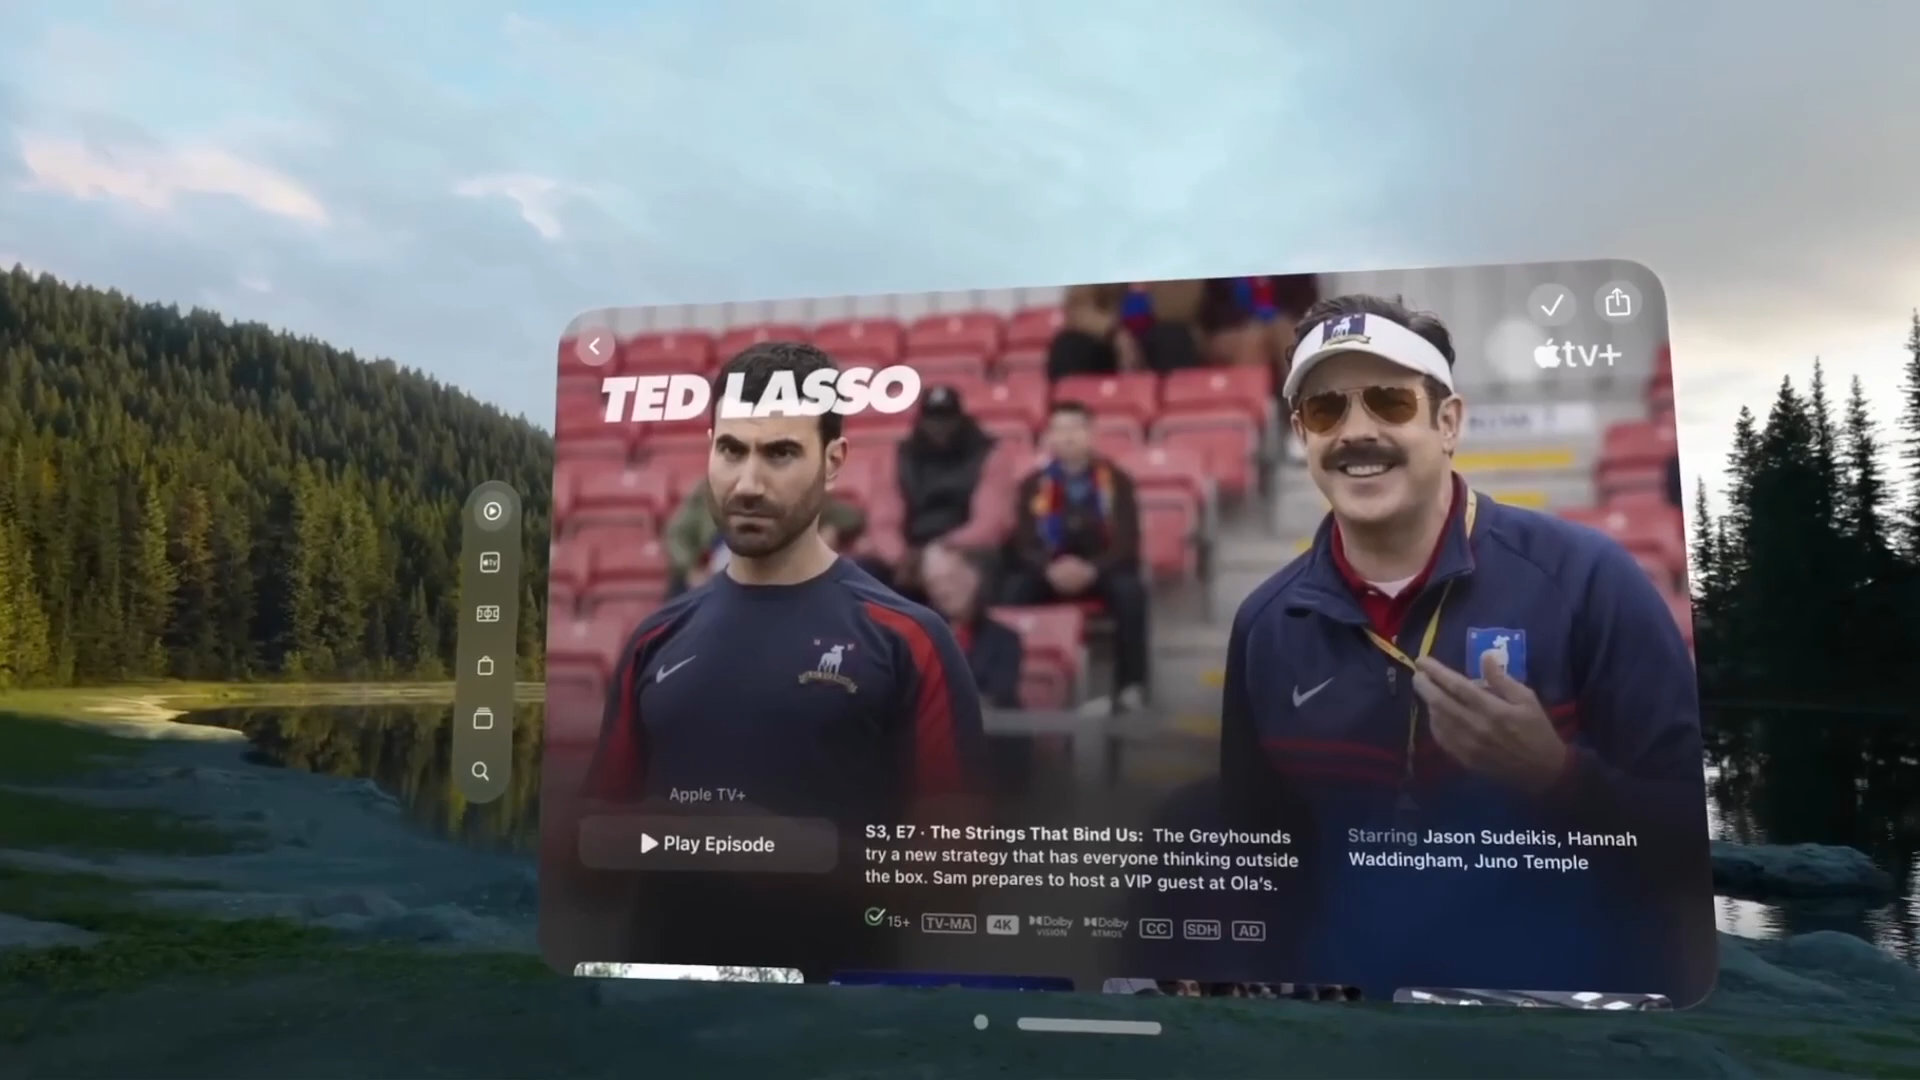 TED LASSO
tv+
Apple TV+
Play Episode
S3, E7 · The Strings That Bind Us: The Greyhounds
try a new strategy that has everyone thinking outside
the box. Sam prepares to host a VIP guest at Ola's.
Starring Jason Sudeikis, Hannah
Waddingham, Juno Temple
15+ TV-MA 4K Dolby VISION Dolby ATMOS CC SDH AD